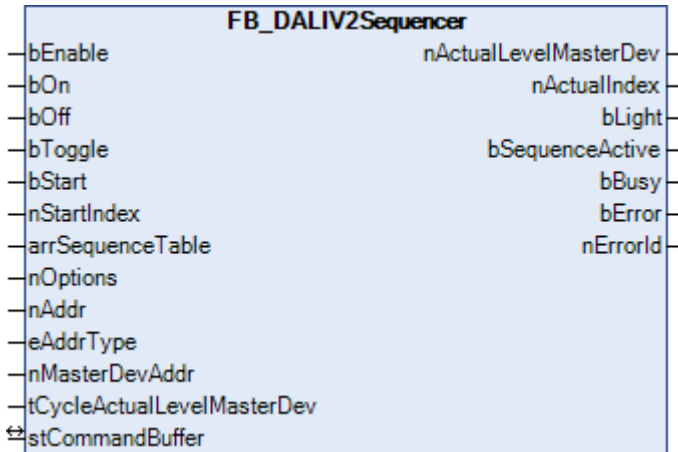 FB_DALIV2Sequencer
bEnable nActualLevelMasterDev
bOn nActualIndex
bOff bLight
bToggle bSequenceActive
bStart bBusy
nStartIndex bError
arrSequenceTable nErrorId
nOptions
nAddr
eAddrType
nMasterDevAddr
tCycleActualLevelMasterDev
stCommandBuffer